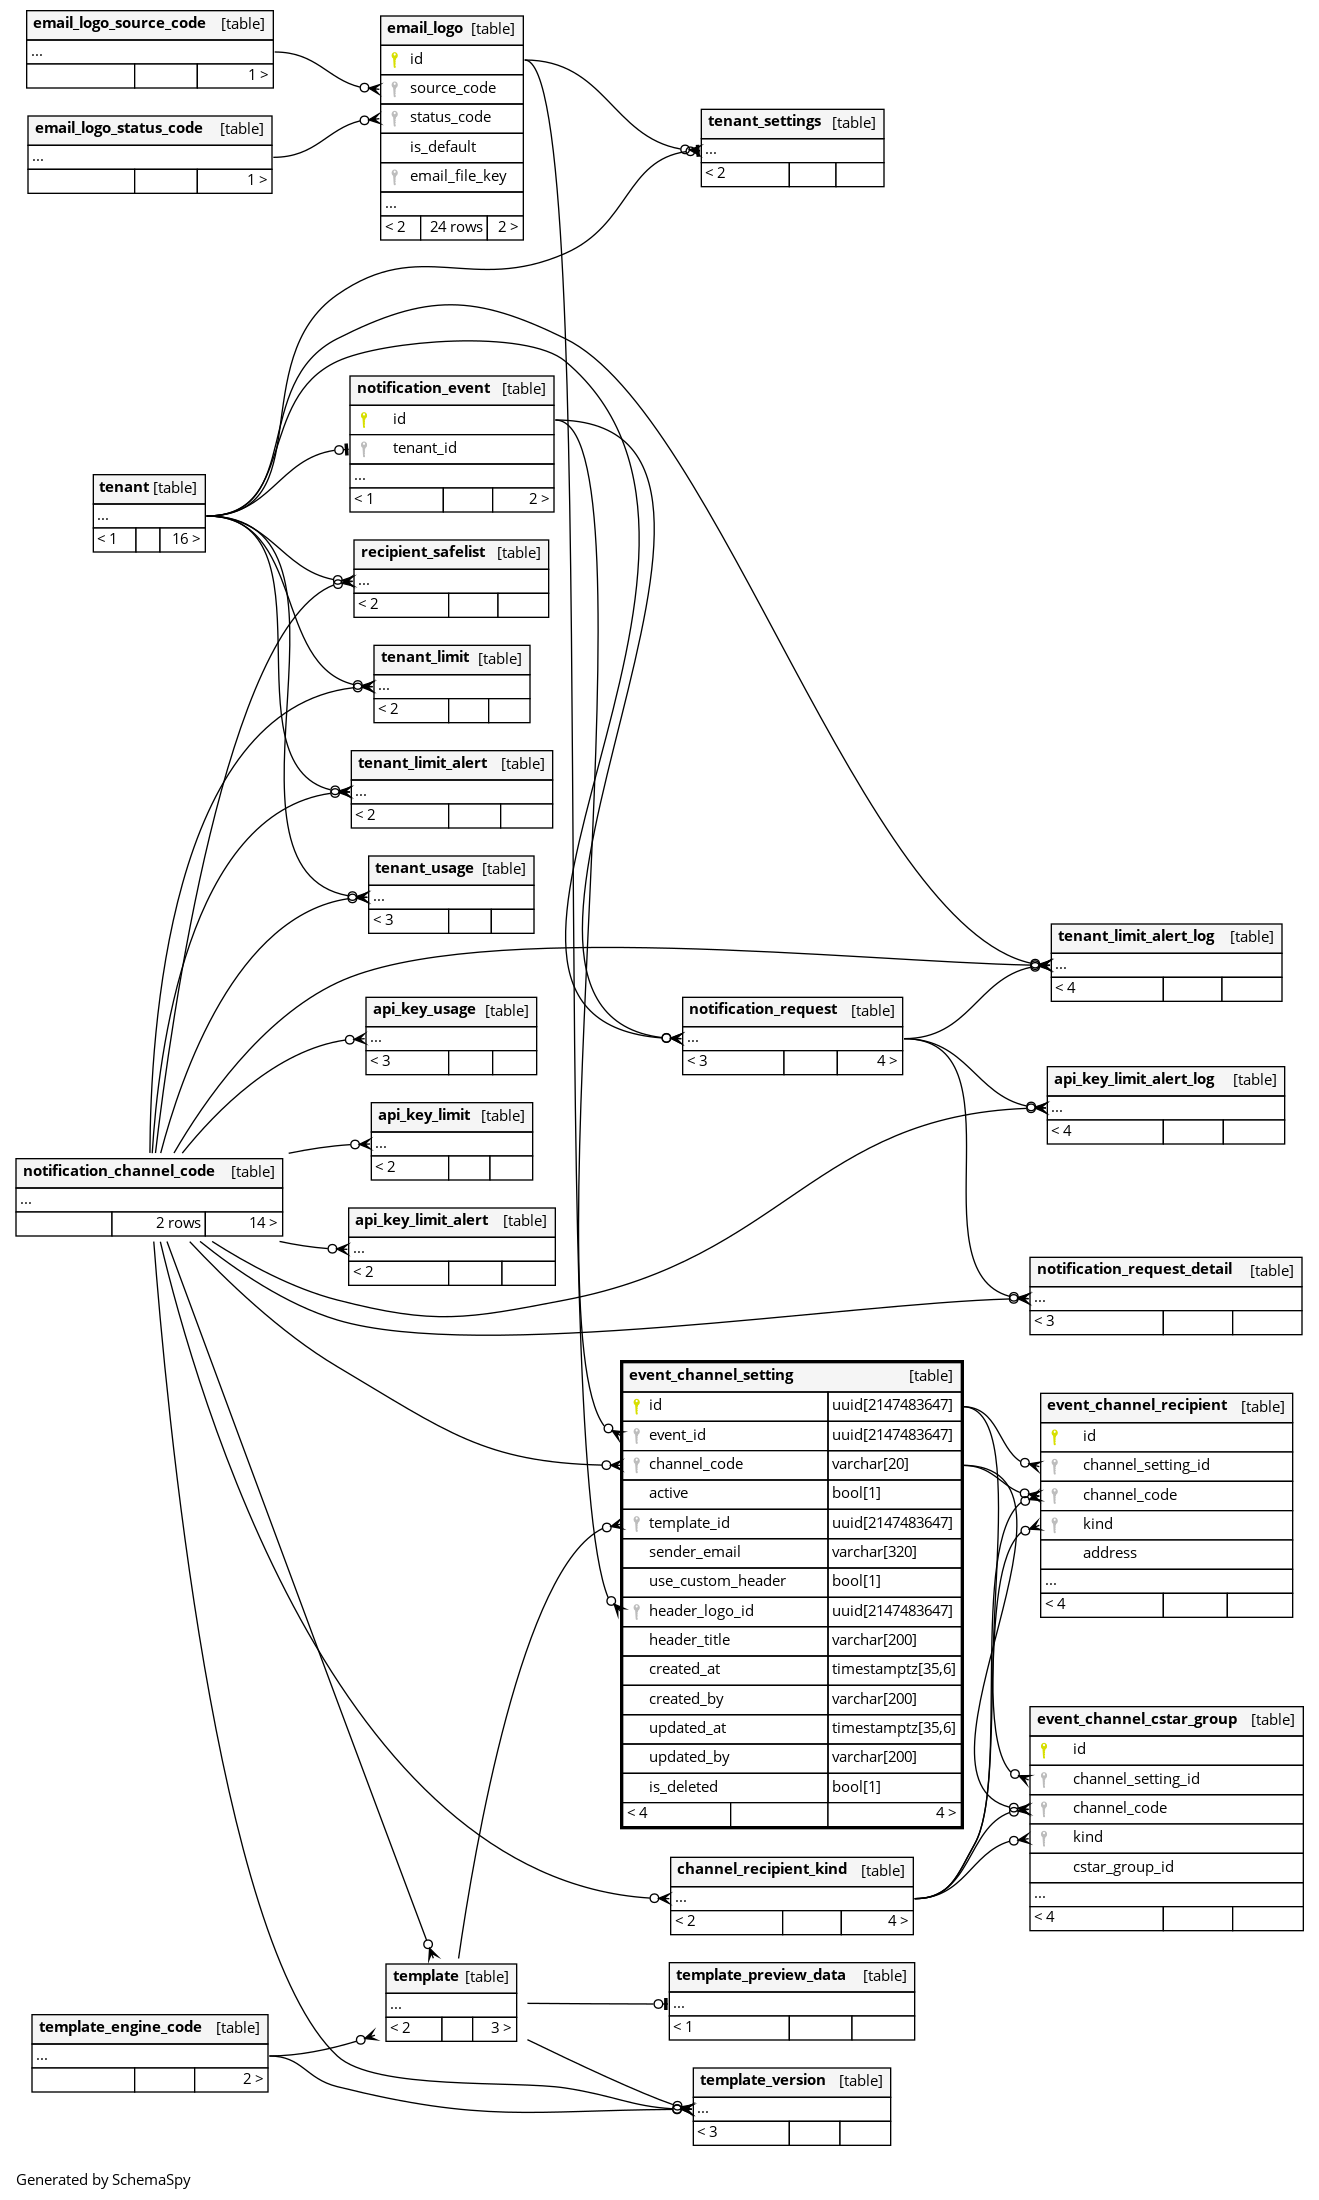 email_logo_source_code [table]
...
1 >
email_logo_status_code [table]
...
1 >
email_logo [table]
id
source_code
status_code
is_default
email_file_key
...
< 2 24 rows 2 >
tenant_settings [table]
...
< 2
notification_event [table]
id
tenant_id
...
< 1 2 >
tenant [table]
...
< 1 16 >
recipient_safelist [table]
...
< 2
tenant_limit [table]
...
< 2
tenant_limit_alert [table]
...
< 2
tenant_usage [table]
...
< 3
tenant_limit_alert_log [table]
...
< 4
api_key_usage [table]
...
< 3
notification_request [table]
...
< 3 4 >
api_key_limit_alert_log [table]
...
< 4
api_key_limit [table]
...
< 2
notification_channel_code [table]
...
2 rows 14 >
api_key_limit_alert [table]
...
< 2
notification_request_detail [table]
...
< 3
event_channel_setting [table]
id uuid[2147483647]
event_id uuid[2147483647]
channel_code varchar[20]
active bool[1]
template_id uuid[2147483647]
sender_email varchar[320]
use_custom_header bool[1]
header_logo_id uuid[2147483647]
header_title varchar[200]
created_at timestamptz[35,6]
created_by varchar[200]
updated_at timestamptz[35,6]
updated_by varchar[200]
is_deleted bool[1]
< 4 4 >
event_channel_recipient [table]
id
channel_setting_id
channel_code
kind
address
...
< 4
event_channel_cstar_group [table]
id
channel_setting_id
channel_code
kind
cstar_group_id
...
< 4
channel_recipient_kind [table]
...
< 2 4 >
template [table]
...
< 2 3 >
template_preview_data [table]
...
< 1
template_engine_code [table]
...
2 >
template_version [table]
...
< 3
Generated by SchemaSpy